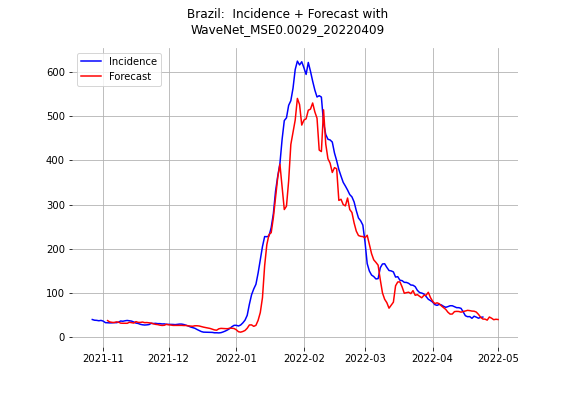 Brazil:  Incidence + Forecast with
WaveNet_MSE0.0029_20220409
Incidence
Forecast
600
500
400
300
200
100
0
2021-11 2021-12 2022-01 2022-02 2022-03 2022-04 2022-05